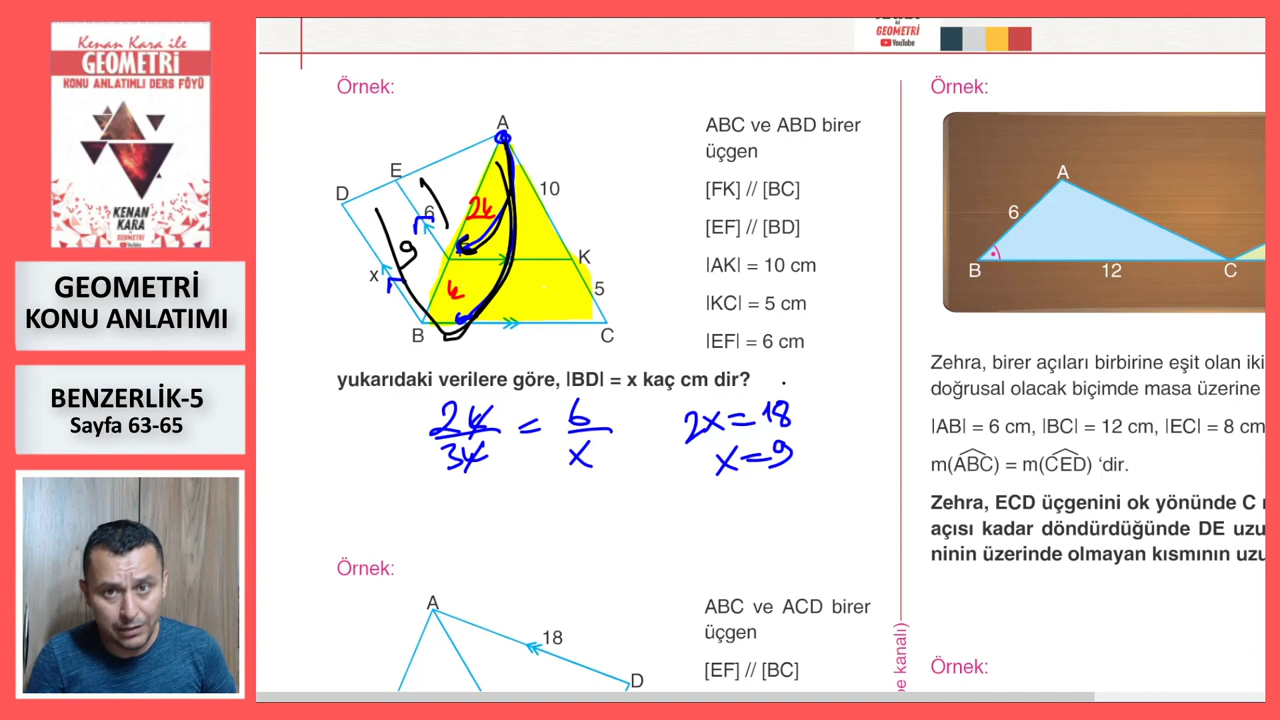 Kenan Kara ile
GEOMETRİ
KONU ANLATIMLI DERS FÖYÜ
KENAN
KARA
GEOMETRİ
YouTube
GEOMETRİ
KONU ANLATIMI
BENZERLİK-5
Sayfa 63-65
GEOMETRİ
YouTube
Örnek:
A
E
D
10
6
2k
9
K
x
k
5
B
C
ABC ve ABD birer
üçgen
[FK] // [BC]
[EF] // [BD]
|AK| = 10 cm
|KC| = 5 cm
|EF| = 6 cm
yukarıdaki verilere göre, |BD| = x kaç cm dir?
2k/3k = 6/x
2x=18
x=9
Örnek:
A
18
D
ABC ve ACD birer
üçgen
[EF] // [BC]
be kanalı)
Örnek:
A
6
B
12
C
Zehra, birer açıları birbirine eşit olan iki
doğrusal olacak biçimde masa üzerine
|AB| = 6 cm, |BC| = 12 cm, |EC| = 8 cm
m(ABC) = m(CED) ‘dir.
Zehra, ECD üçgenini ok yönünde C
açısı kadar döndürdüğünde DE uzu
ninin üzerinde olmayan kısmının uzu
Örnek: